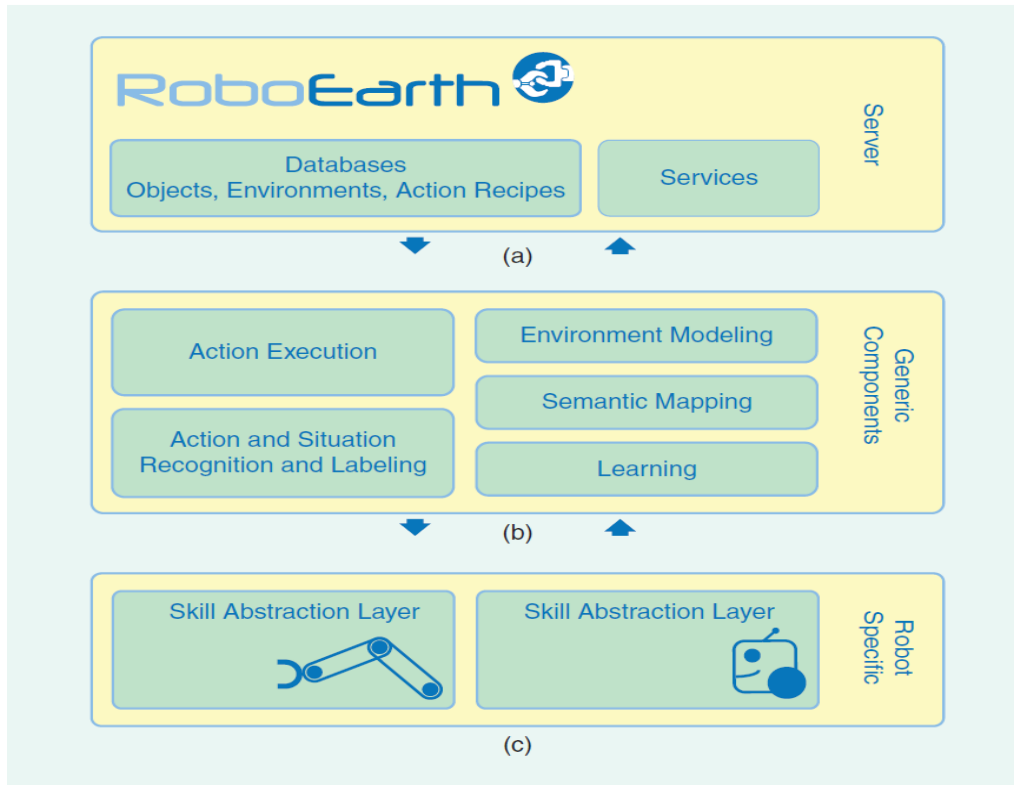 RoboEarth
Databases
Objects, Environments, Action Recipes
Services
Server
(a)
Action Execution
Action and Situation
Recognition and Labeling
Environment Modeling
Semantic Mapping
Learning
Generic
Components
(b)
Skill Abstraction Layer
Skill Abstraction Layer
Robot
Specific
(c)